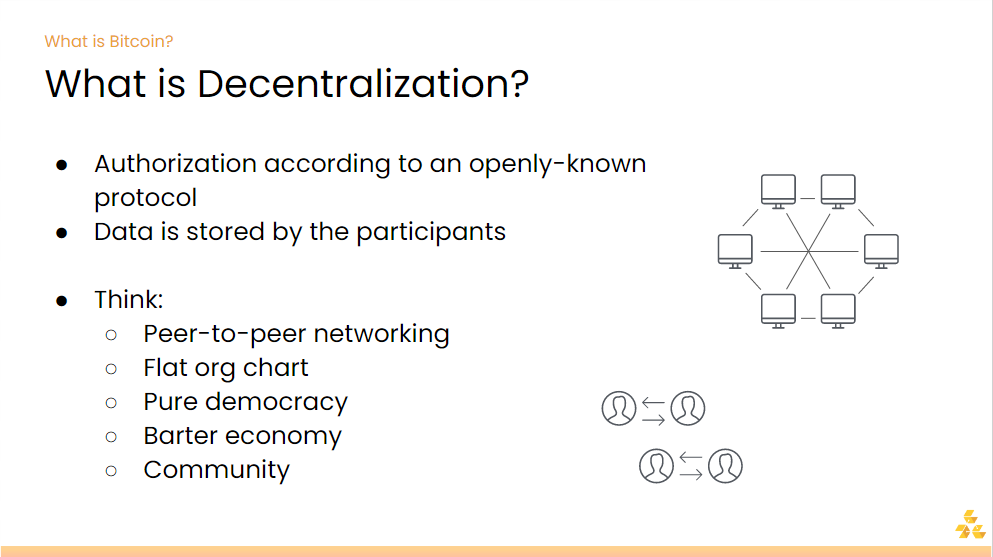 What is Bitcoin?
What is Decentralization?
● Authorization according to an openly-known
protocol
● Data is stored by the participants
● Think:
○ Peer-to-peer networking
○ Flat org chart
○ Pure democracy
○ Barter economy
○ Community